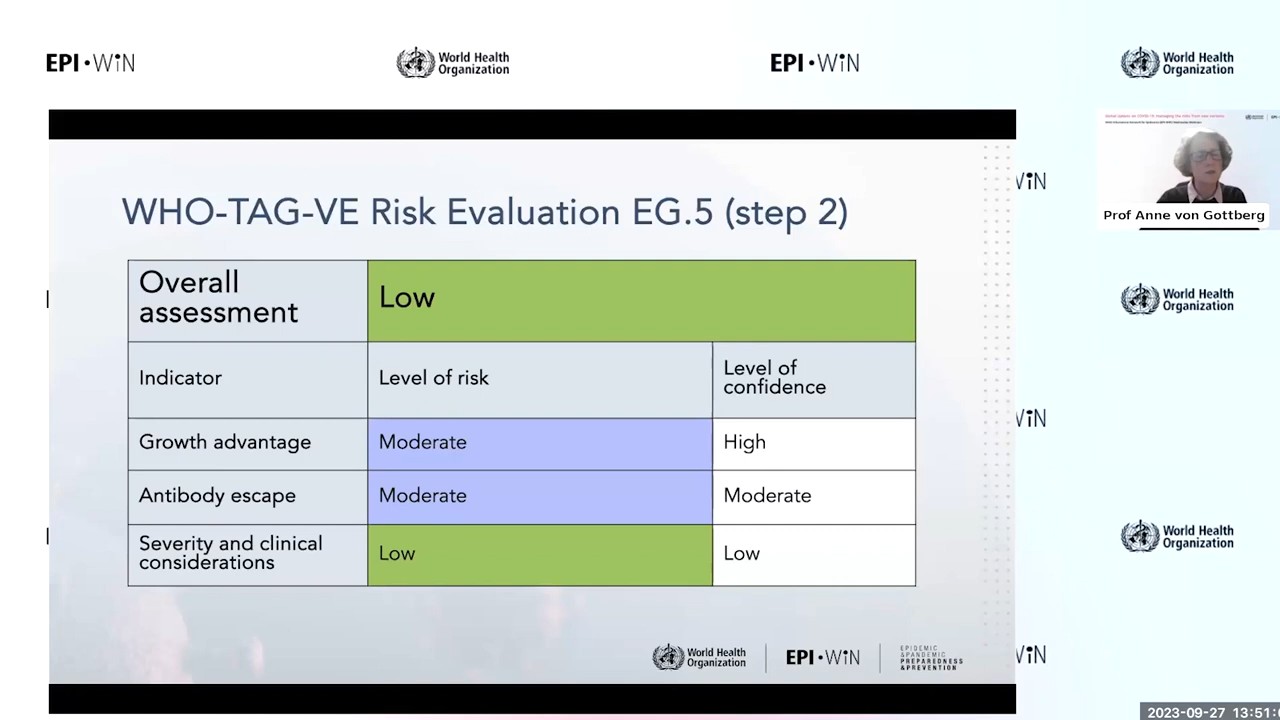 EPI•WiN
World Health
Organization
EPI•WiN
World Health
Organization
WHO-TAG-VE Risk Evaluation EG.5 (step 2)
Overall
assessment
Low
Indicator
Level of risk
Level of
confidence
Growth advantage
Moderate
High
Antibody escape
Moderate
Moderate
Severity and clinical
considerations
Low
Low
World Health
Organization
EPI•WiN
EPIDEMIC
&PANDEMIC
PREPAREDNESS
&PREVENTION
Prof Anne von Gottberg
World Health
Organization
World Health
Organization
2023-09-27 13:51: